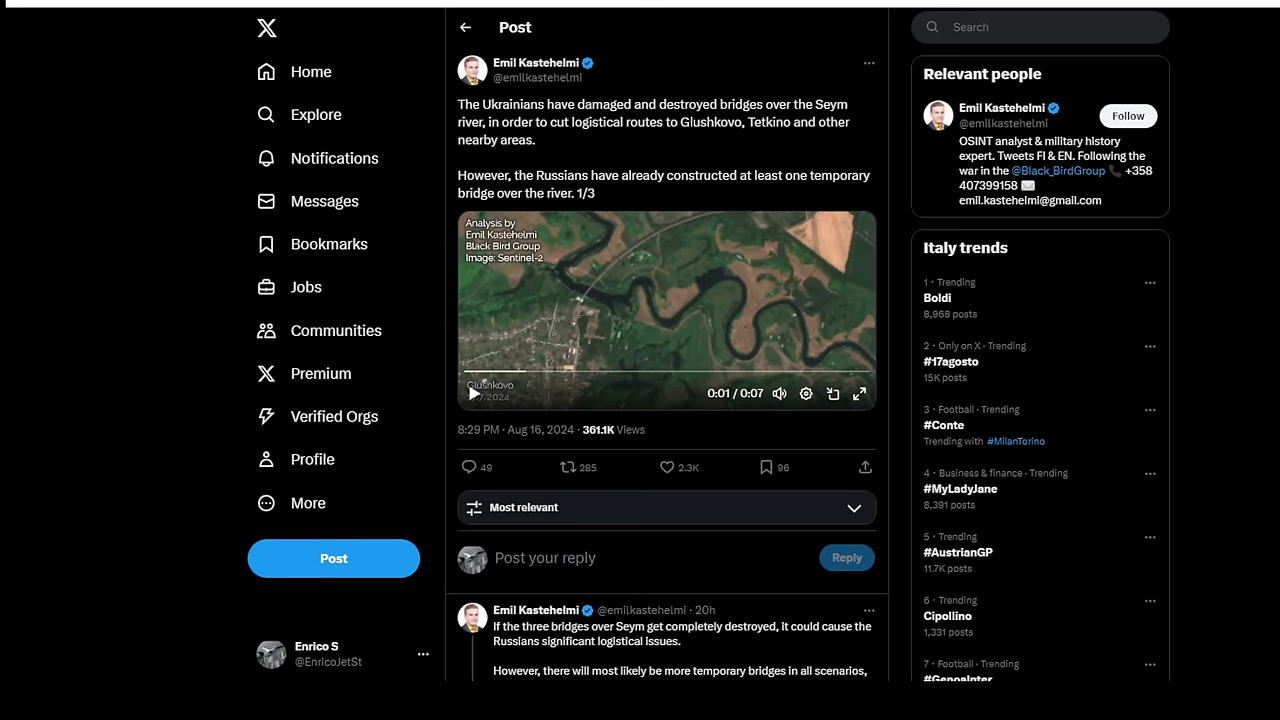 Home
Explore
Notifications
Messages
Bookmarks
Jobs
Communities
Premium
Verified Orgs
Profile
More
Post
Enrico S
@EnricoJetSt
Post
Emil Kastehelmi
@emilkastehelmi
The Ukrainians have damaged and destroyed bridges over the Seym
river, in order to cut logistical routes to Glushkovo, Tetkino and other
nearby areas.
However, the Russians have already constructed at least one temporary
bridge over the river. 1/3
Analysis by
Emil Kastehelmi
Black Bird Group
Image: Sentinel-2
Glushkovo
.7.2024
0:01 / 0:07
8:29 PM · Aug 16, 2024 · 361.1K Views
49
285
2.3K
96
Most relevant
Post your reply
Reply
Emil Kastehelmi @emilkastehelmi · 20h
If the three bridges over Seym get completely destroyed, it could cause the
Russians significant logistical issues.
However, there will most likely be more temporary bridges in all scenarios,
Search
Relevant people
Emil Kastehelmi
@emilkastehelmi
Follow
OSINT analyst & military history
expert. Tweets FI & EN. Following the
war in the @Black_BirdGroup 📞 +358
407399158 ✉️
emil.kastehelmi@gmail.com
Italy trends
1 · Trending
Boldi
8,968 posts
2 · Only on X · Trending
#17agosto
15K posts
3 · Football · Trending
#Conte
Trending with #MilanTorino
4 · Business & finance · Trending
#MyLadyJane
8,391 posts
5 · Trending
#AustrianGP
11.7K posts
6 · Trending
Cipollino
1,331 posts
7 · Football · Trending
#GenoaInter